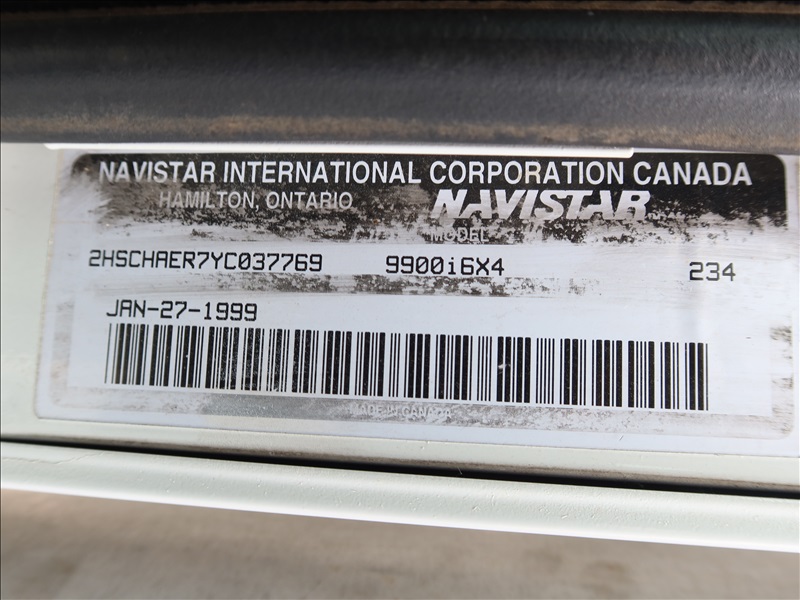 NAVISTAR INTERNATIONAL CORPORATION CANADA
HAMILTON, ONTARIO NAVISTAR
MODEL
2HSCHAER7YC037769 9900i6X4 234
JAN-27-1999
MADE IN CANADA